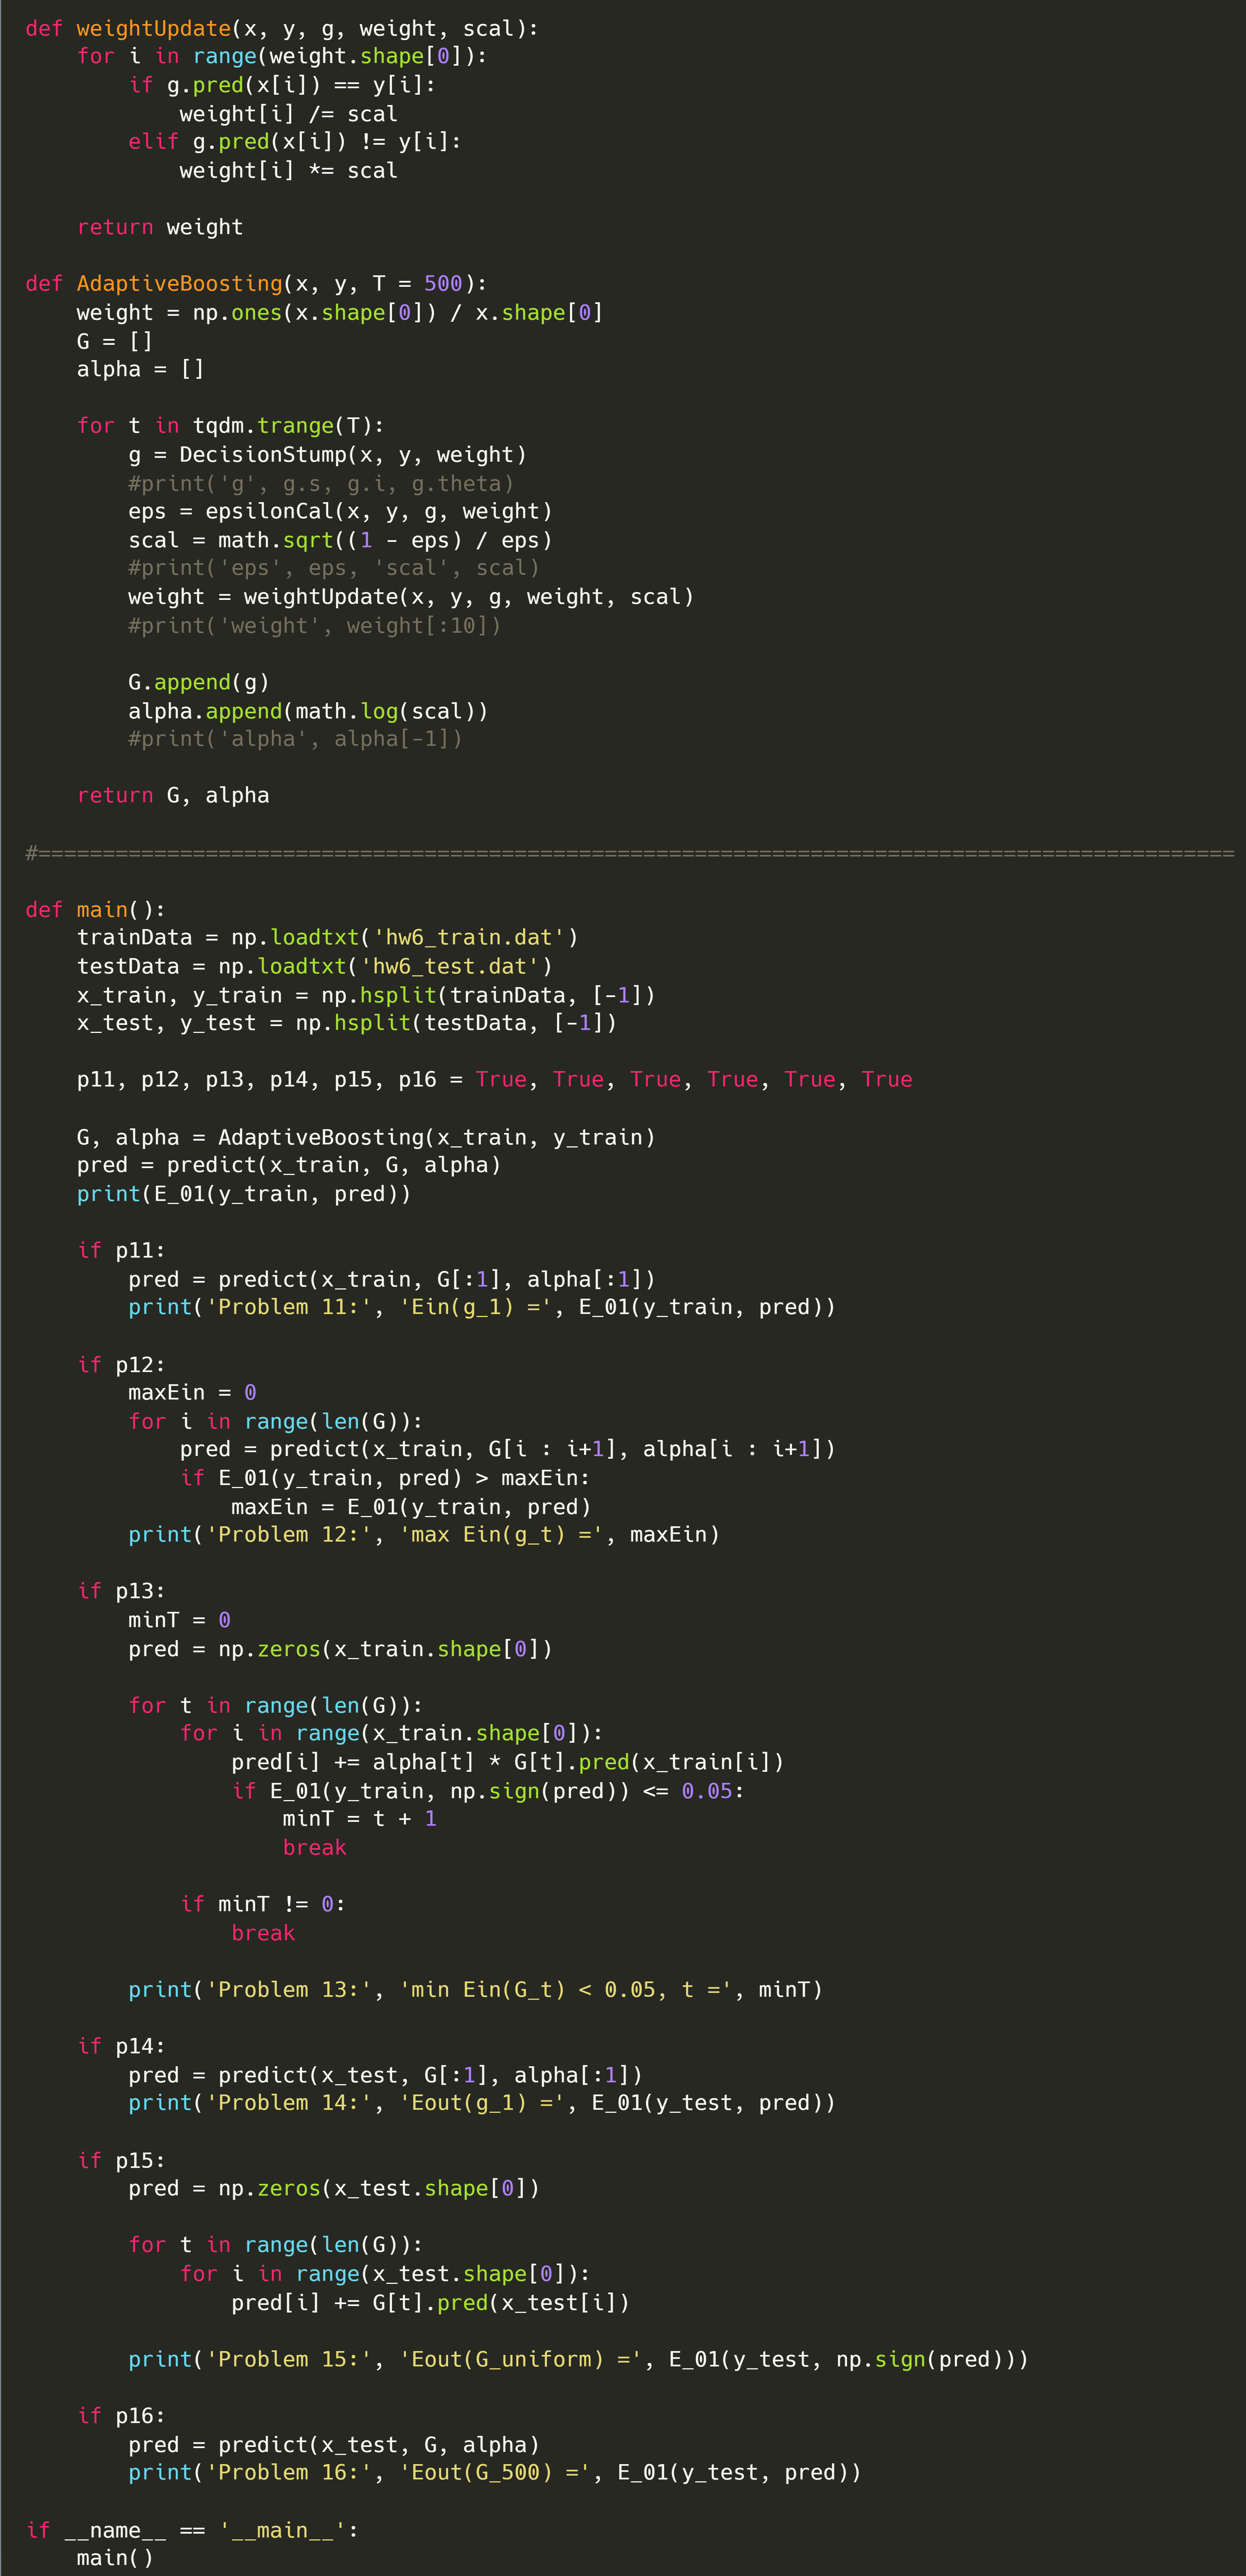 def weightUpdate(x, y, g, weight, scal):
    for i in range(weight.shape[0]):
        if g.pred(x[i]) == y[i]:
            weight[i] /= scal
        elif g.pred(x[i]) != y[i]:
            weight[i] *= scal

    return weight

def AdaptiveBoosting(x, y, T = 500):
    weight = np.ones(x.shape[0]) / x.shape[0]
    G = []
    alpha = []

    for t in tqdm.trange(T):
        g = DecisionStump(x, y, weight)
        #print('g', g.s, g.i, g.theta)
        eps = epsilonCal(x, y, g, weight)
        scal = math.sqrt((1 - eps) / eps)
        #print('eps', eps, 'scal', scal)
        weight = weightUpdate(x, y, g, weight, scal)
        #print('weight', weight[:10])

        G.append(g)
        alpha.append(math.log(scal))
        #print('alpha', alpha[-1])

    return G, alpha

#=============================================================================================

def main():
    trainData = np.loadtxt('hw6_train.dat')
    testData = np.loadtxt('hw6_test.dat')
    x_train, y_train = np.hsplit(trainData, [-1])
    x_test, y_test = np.hsplit(testData, [-1])

    p11, p12, p13, p14, p15, p16 = True, True, True, True, True, True

    G, alpha = AdaptiveBoosting(x_train, y_train)
    pred = predict(x_train, G, alpha)
    print(E_01(y_train, pred))

    if p11:
        pred = predict(x_train, G[:1], alpha[:1])
        print('Problem 11:', 'Ein(g_1) =', E_01(y_train, pred))

    if p12:
        maxEin = 0
        for i in range(len(G)):
            pred = predict(x_train, G[i : i+1], alpha[i : i+1])
            if E_01(y_train, pred) > maxEin:
                maxEin = E_01(y_train, pred)
        print('Problem 12:', 'max Ein(g_t) =', maxEin)

    if p13:
        minT = 0
        pred = np.zeros(x_train.shape[0])

        for t in range(len(G)):
            for i in range(x_train.shape[0]):
                pred[i] += alpha[t] * G[t].pred(x_train[i])
                if E_01(y_train, np.sign(pred)) <= 0.05:
                    minT = t + 1
                    break

            if minT != 0:
                break

        print('Problem 13:', 'min Ein(G_t) < 0.05, t =', minT)

    if p14:
        pred = predict(x_test, G[:1], alpha[:1])
        print('Problem 14:', 'Eout(g_1) =', E_01(y_test, pred))

    if p15:
        pred = np.zeros(x_test.shape[0])

        for t in range(len(G)):
            for i in range(x_test.shape[0]):
                pred[i] += G[t].pred(x_test[i])

        print('Problem 15:', 'Eout(G_uniform) =', E_01(y_test, np.sign(pred)))

    if p16:
        pred = predict(x_test, G, alpha)
        print('Problem 16:', 'Eout(G_500) =', E_01(y_test, pred))

if __name__ == '__main__':
    main()